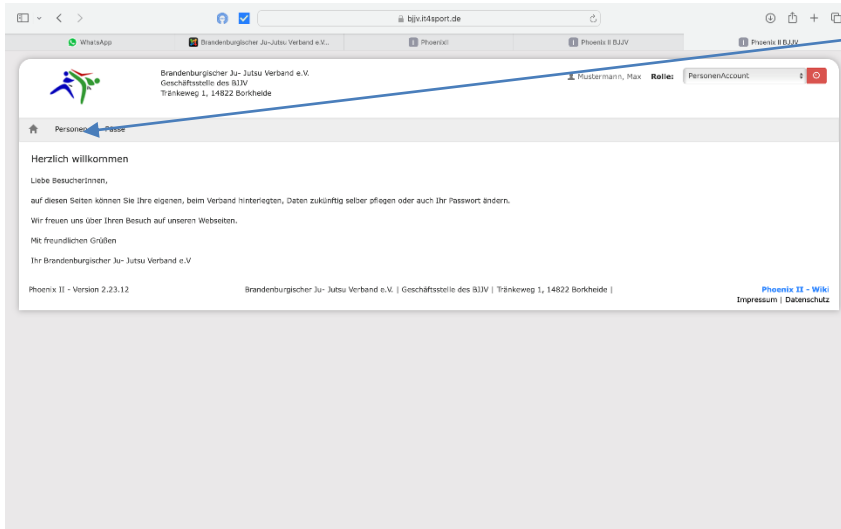 bjjv.it4sport.de
WhatsApp
Brandenburgischer Ju-Jutsu Verband e.V...
PhoenixII
Phoenix II BJJV
Phoenix II BJJV
Brandenburgischer Ju- Jutsu Verband e.V.
Geschäftsstelle des BJJV
Tränkeweg 1, 14822 Borkheide
Mustermann, Max Rolle: PersonenAccount
Personen Pässe
Herzlich willkommen
Liebe BesucherInnen,
auf diesen Seiten können Sie Ihre eigenen, beim Verband hinterlegten, Daten zukünftig selber pflegen oder auch Ihr Passwort ändern.
Wir freuen uns über Ihren Besuch auf unseren Webseiten.
Mit freundlichen Grüßen
Ihr Brandenburgischer Ju- Jutsu Verband e.V
Phoenix II - Version 2.23.12
Brandenburgischer Ju- Jutsu Verband e.V. | Geschäftsstelle des BJJV | Tränkeweg 1, 14822 Borkheide |
Phoenix II - Wiki
Impressum | Datenschutz